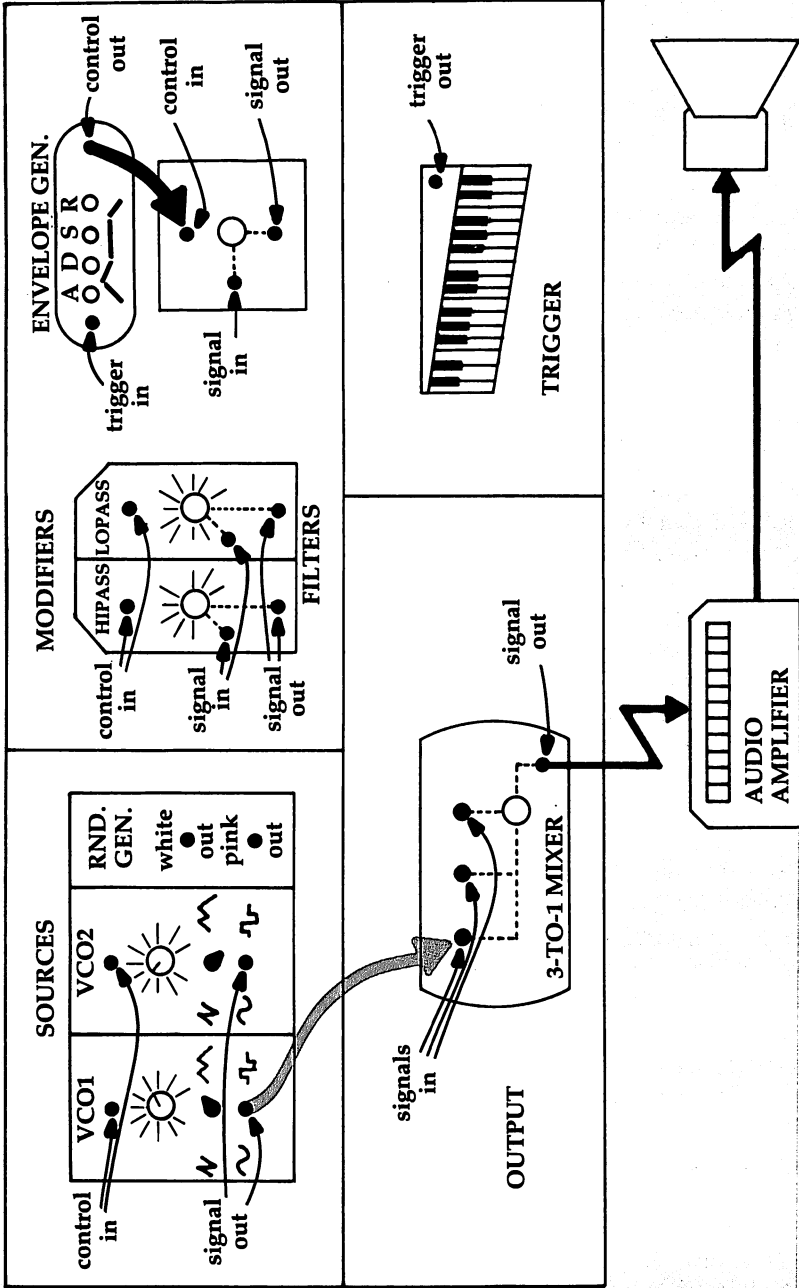 SOURCES
VCO1
VCO2
RND.
GEN.
white
out
pink
out
control
in
signal
out
MODIFIERS
HIPASS
LOPASS
FILTERS
control
in
signal
in
signal
out
ENVELOPE GEN.
A D S R
trigger
in
control
out
control
in
signal
in
signal
out
OUTPUT
signals
in
3-TO-1 MIXER
signal
out
TRIGGER
trigger
out
AUDIO
AMPLIFIER